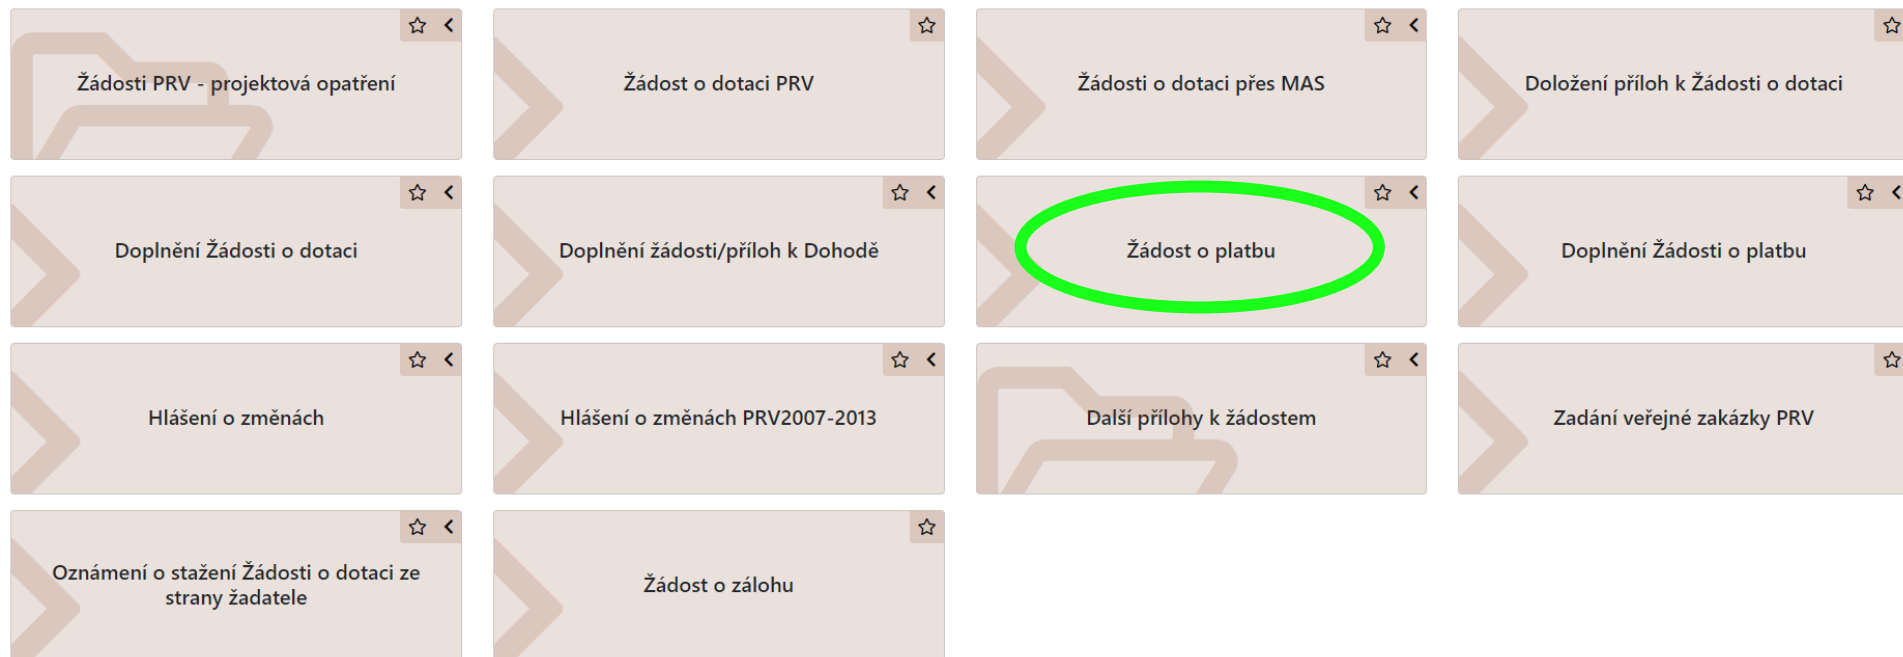 Žádosti PRV - projektová opatření
Žádost o dotaci PRV
Žádosti o dotaci přes MAS
Doložení příloh k Žádosti o dotaci
Doplnění Žádosti o dotaci
Doplnění žádosti/příloh k Dohodě
Žádost o platbu
Doplnění Žádosti o platbu
Hlášení o změnách
Hlášení o změnách PRV2007-2013
Další přílohy k žádostem
Zadání veřejné zakázky PRV
Oznámení o stažení Žádosti o dotaci ze
strany žadatele
Žádost o zálohu